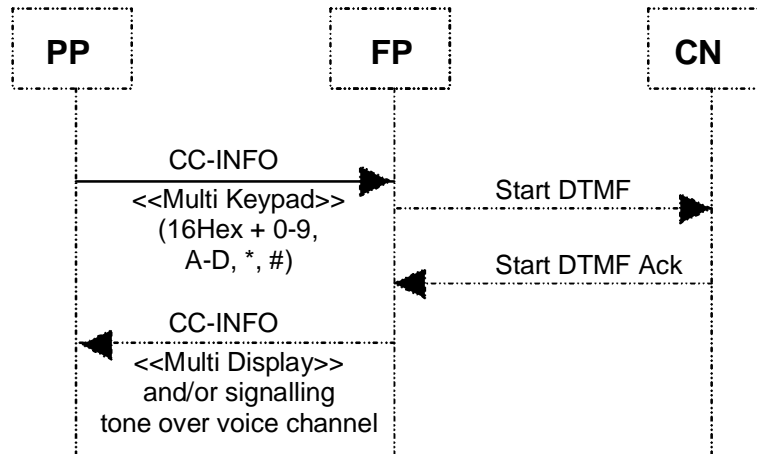 PP
FP
CN
CC-INFO
<<Multi Keypad>>
(16Hex + 0-9,
A-D, *, #)
Start DTMF
Start DTMF Ack
CC-INFO
<<Multi Display>>
and/or signalling
tone over voice channel